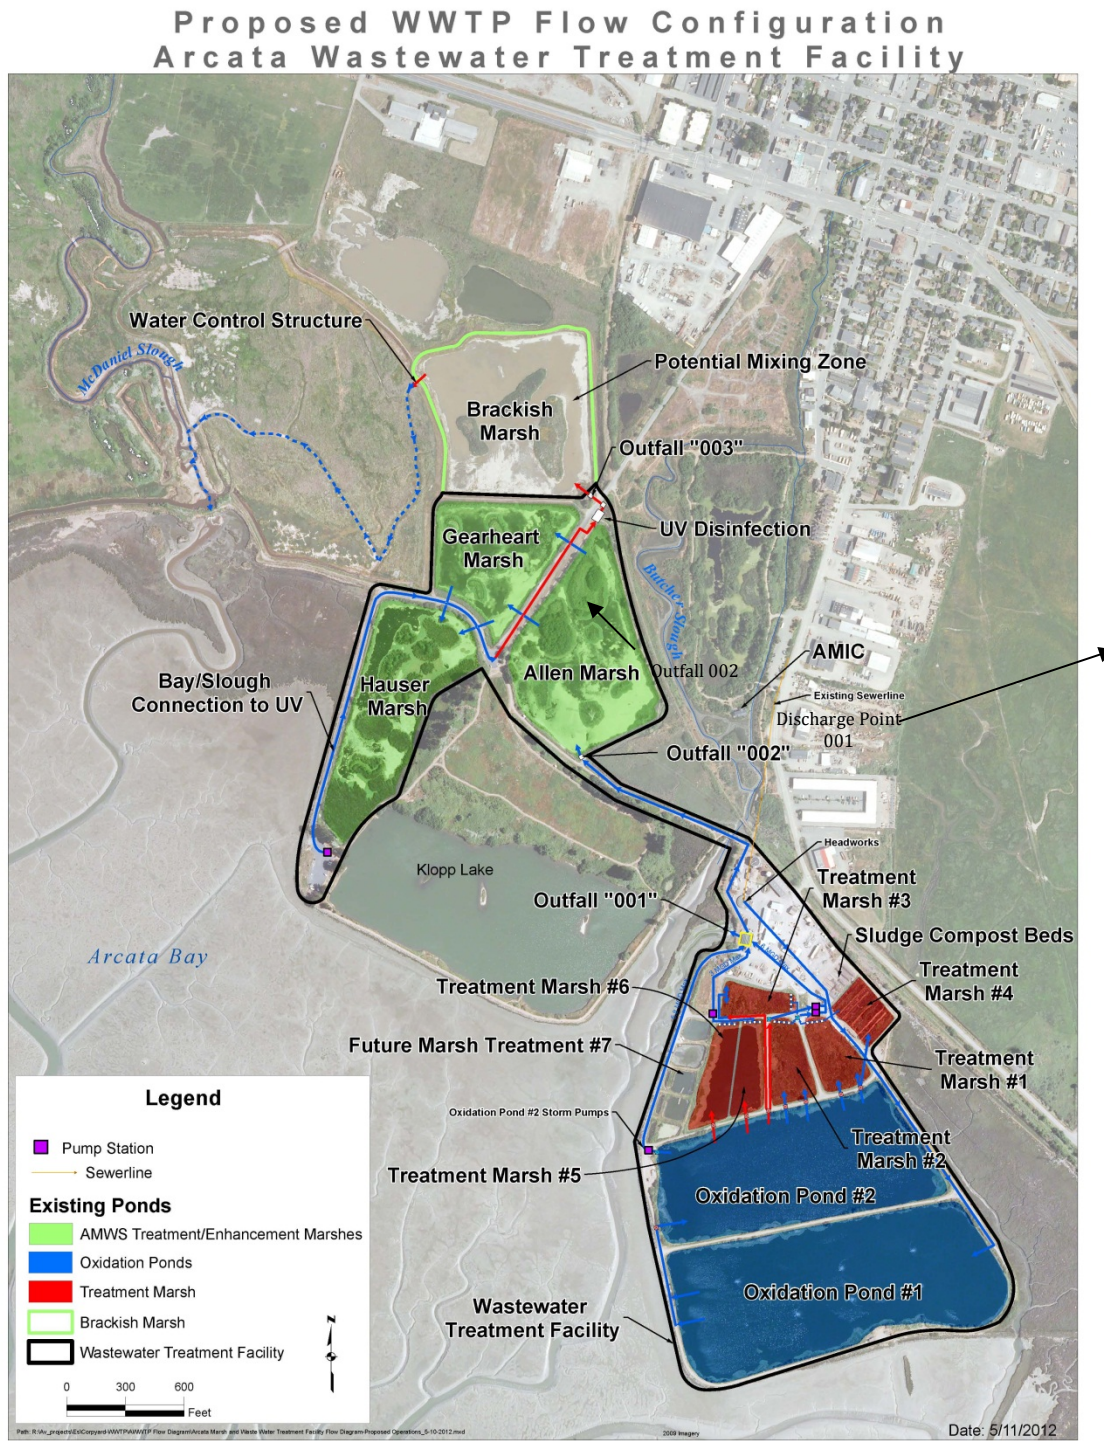 Proposed WWTP Flow Configuration
Arcata Wastewater Treatment Facility
Water Control Structure
McDaniel Slough
Potential Mixing Zone
Brackish
Marsh
Outfall "003"
UV Disinfection
Gearheart
Marsh
Butcher Slough
AMIC
Allen Marsh
Outfall 002
Existing Sewerline
Discharge Point
001
Bay/Slough
Connection to UV
Hauser
Marsh
Outfall "002"
Headworks
Klopp Lake
Treatment
Marsh #3
Outfall "001"
Sludge Compost Beds
Arcata Bay
Treatment Marsh #6
Treatment
Marsh #4
Future Marsh Treatment #7
Treatment
Marsh #1
Oxidation Pond #2 Storm Pumps
Treatment
Marsh #2
Treatment Marsh #5
Oxidation Pond #2
Oxidation Pond #1
Wastewater
Treatment Facility
Legend
Pump Station
Sewerline
Existing Ponds
AMWS Treatment/Enhancement Marshes
Oxidation Ponds
Treatment Marsh
Brackish Marsh
Wastewater Treatment Facility
N
0 300 600
Feet
2009 Imagery
Date: 5/11/2012